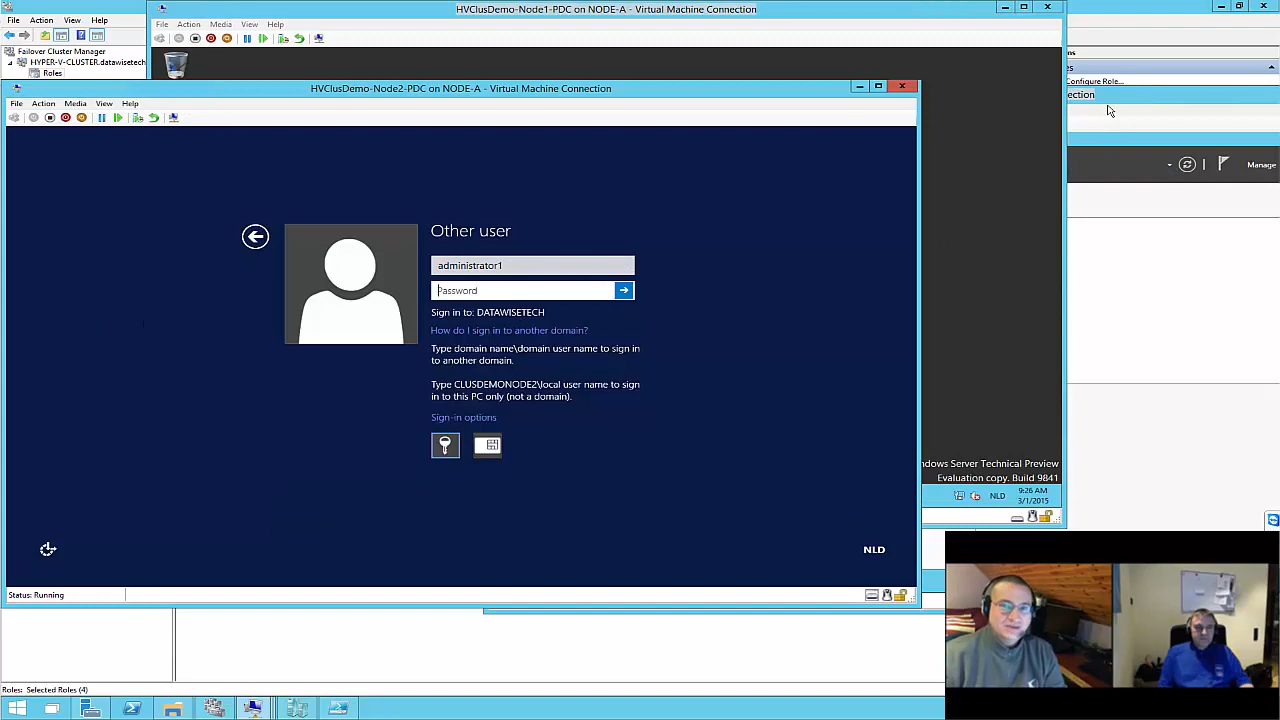 HVClusDemo-Node1-PDC on NODE-A - Virtual Machine Connection
File Action View Help
File Action Media View Help
Failover Cluster Manager
HYPER-V-CLUSTER.datawisetech
Roles
Configure Role...
HVClusDemo-Node2-PDC on NODE-A - Virtual Machine Connection
ection
File Action Media View Help
Manage
Other user
administrator1
Password
Sign in to: DATAWISETECH
How do I sign in to another domain?
Type domain name\domain user name to sign
in to another domain.
Type CLUSDEMONODE2\local user name to sign
in to this PC only (not a domain).
Sign-in options
ndows Server Technical Preview
Evaluation copy. Build 9841
NLD
9:26 AM
3/1/2015
NLD
Status: Running
Roles: Selected Roles (4)